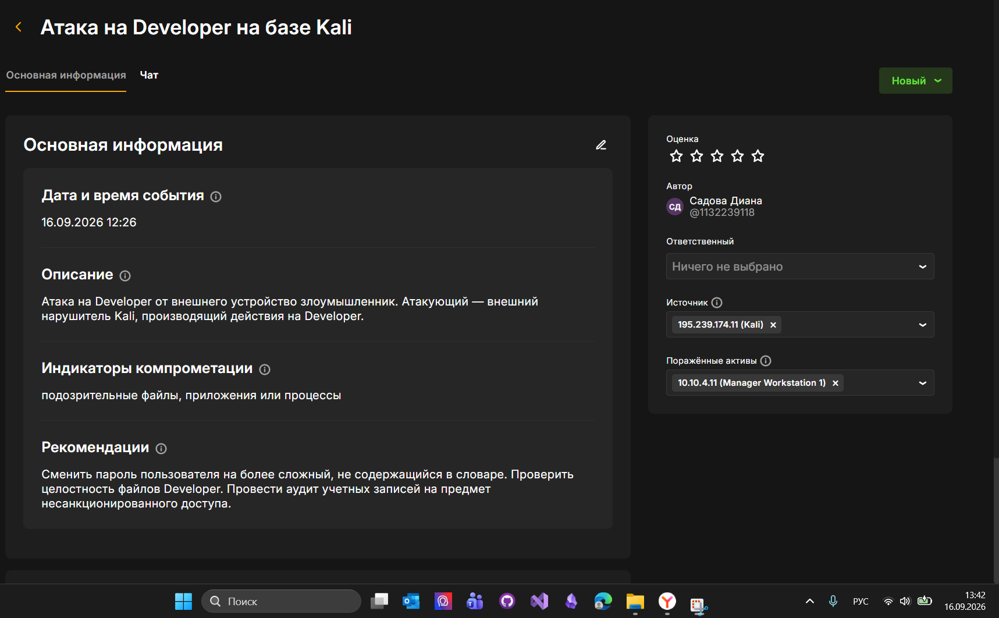 Атака на Developer на базе Kali
Основная информация
Чат
Новый
Основная информация
Дата и время события
16.09.2026 12:26
Описание
Атака на Developer от внешнего устройство злоумышленник. Атакующий — внешний
нарушитель Kali, производящий действия на Developer.
Индикаторы компрометации
подозрительные файлы, приложения или процессы
Рекомендации
Сменить пароль пользователя на более сложный, не содержащийся в словаре. Проверить
целостность файлов Developer. Провести аудит учетных записей на предмет
несанкционированного доступа.
Оценка
Автор
СД
Садова Диана
@1132239118
Ответственный
Ничего не выбрано
Источник
195.239.174.11 (Kali)
Поражённые активы
10.10.4.11 (Manager Workstation 1)
Поиск
РУС
13:42
16.09.2026